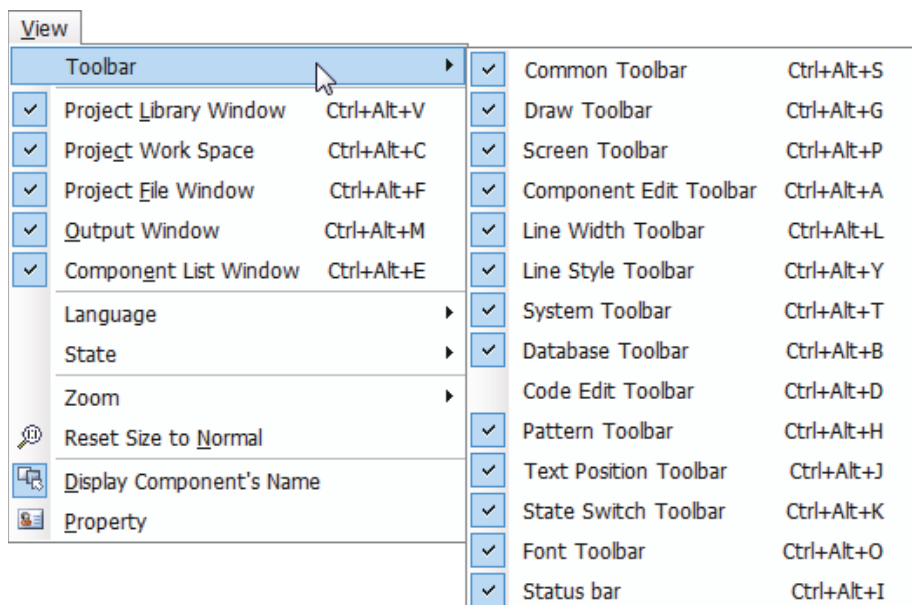 View
Toolbar
Project Library Window Ctrl+Alt+V
Project Work Space Ctrl+Alt+C
Project File Window Ctrl+Alt+F
Output Window Ctrl+Alt+M
Component List Window Ctrl+Alt+E
Language
State
Zoom
Reset Size to Normal
Display Component's Name
Property
Common Toolbar Ctrl+Alt+S
Draw Toolbar Ctrl+Alt+G
Screen Toolbar Ctrl+Alt+P
Component Edit Toolbar Ctrl+Alt+A
Line Width Toolbar Ctrl+Alt+L
Line Style Toolbar Ctrl+Alt+Y
System Toolbar Ctrl+Alt+T
Database Toolbar Ctrl+Alt+B
Code Edit Toolbar Ctrl+Alt+D
Pattern Toolbar Ctrl+Alt+H
Text Position Toolbar Ctrl+Alt+J
State Switch Toolbar Ctrl+Alt+K
Font Toolbar Ctrl+Alt+O
Status bar Ctrl+Alt+I